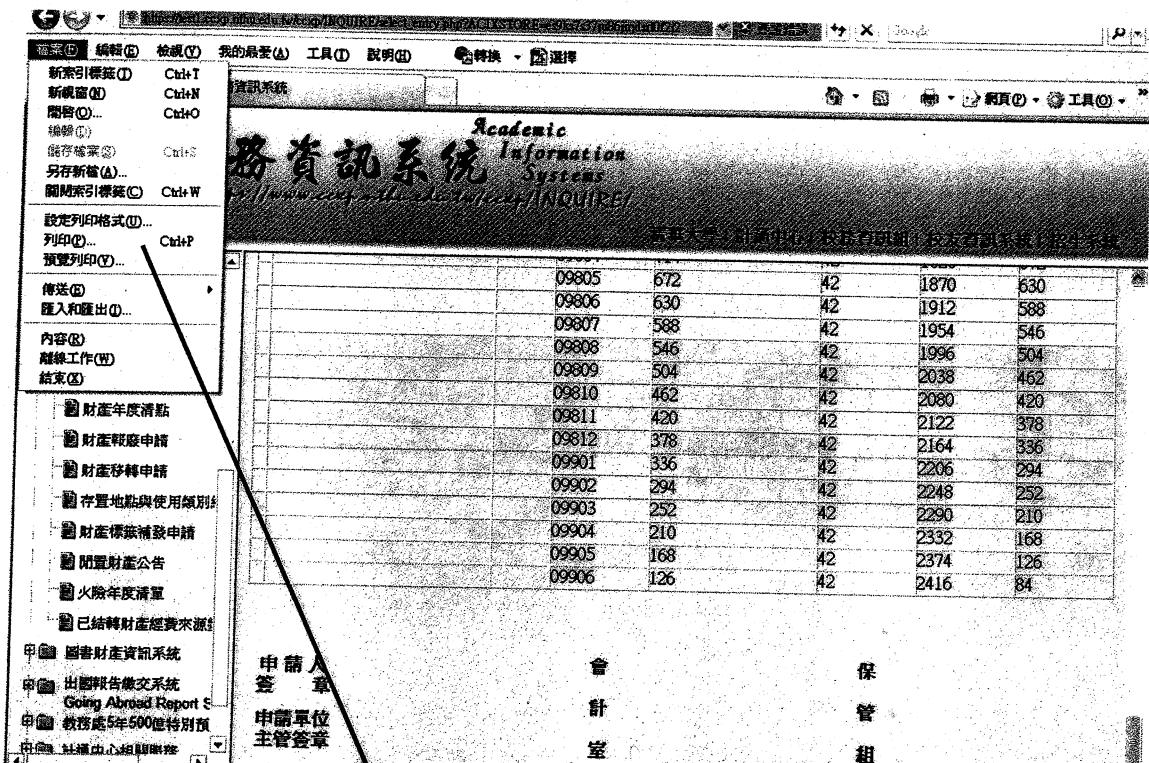 檔案(F) 編輯(E) 檢視(V) 我的最愛(A) 工具(T) 說明(H) 轉換 選擇
新索引標籤(T) Ctrl+T
新視窗(N) Ctrl+N
開啓(O)... Ctrl+O
編輯(D)
儲存檔案(S) Ctrl+S
另存新檔(A)...
關閉索引標籤(C) Ctrl+W
設定列印格式(U)...
列印(P)... Ctrl+P
預覽列印(V)...
傳送(E)
匯入和匯出(I)...
內容(R)
離線工作(W)
結束(X)
資訊系統
網頁(P) 工具(O)
務資訊系統
Academic
Information
Systems
09805 672 42 1870 630
09806 630 42 1912 588
09807 588 42 1954 546
09808 546 42 1996 504
09809 504 42 2038 462
09810 462 42 2080 420
09811 420 42 2122 378
09812 378 42 2164 336
09901 336 42 2206 294
09902 294 42 2248 252
09903 252 42 2290 210
09904 210 42 2332 168
09905 168 42 2374 126
09906 126 42 2416 84
財產年度清點
財產報廢申請
財產移轉申請
存置地點與使用類別
財產標籤補發申請
閒置財產公告
火險年度清單
已結轉財產經費來源
圖書財產資訊系統
出國報告繳交系統
Going Abroad Report S
教務處5年500億特別預
申請人
簽 章
申請單位
主管簽章
會
計
室
保
管
組